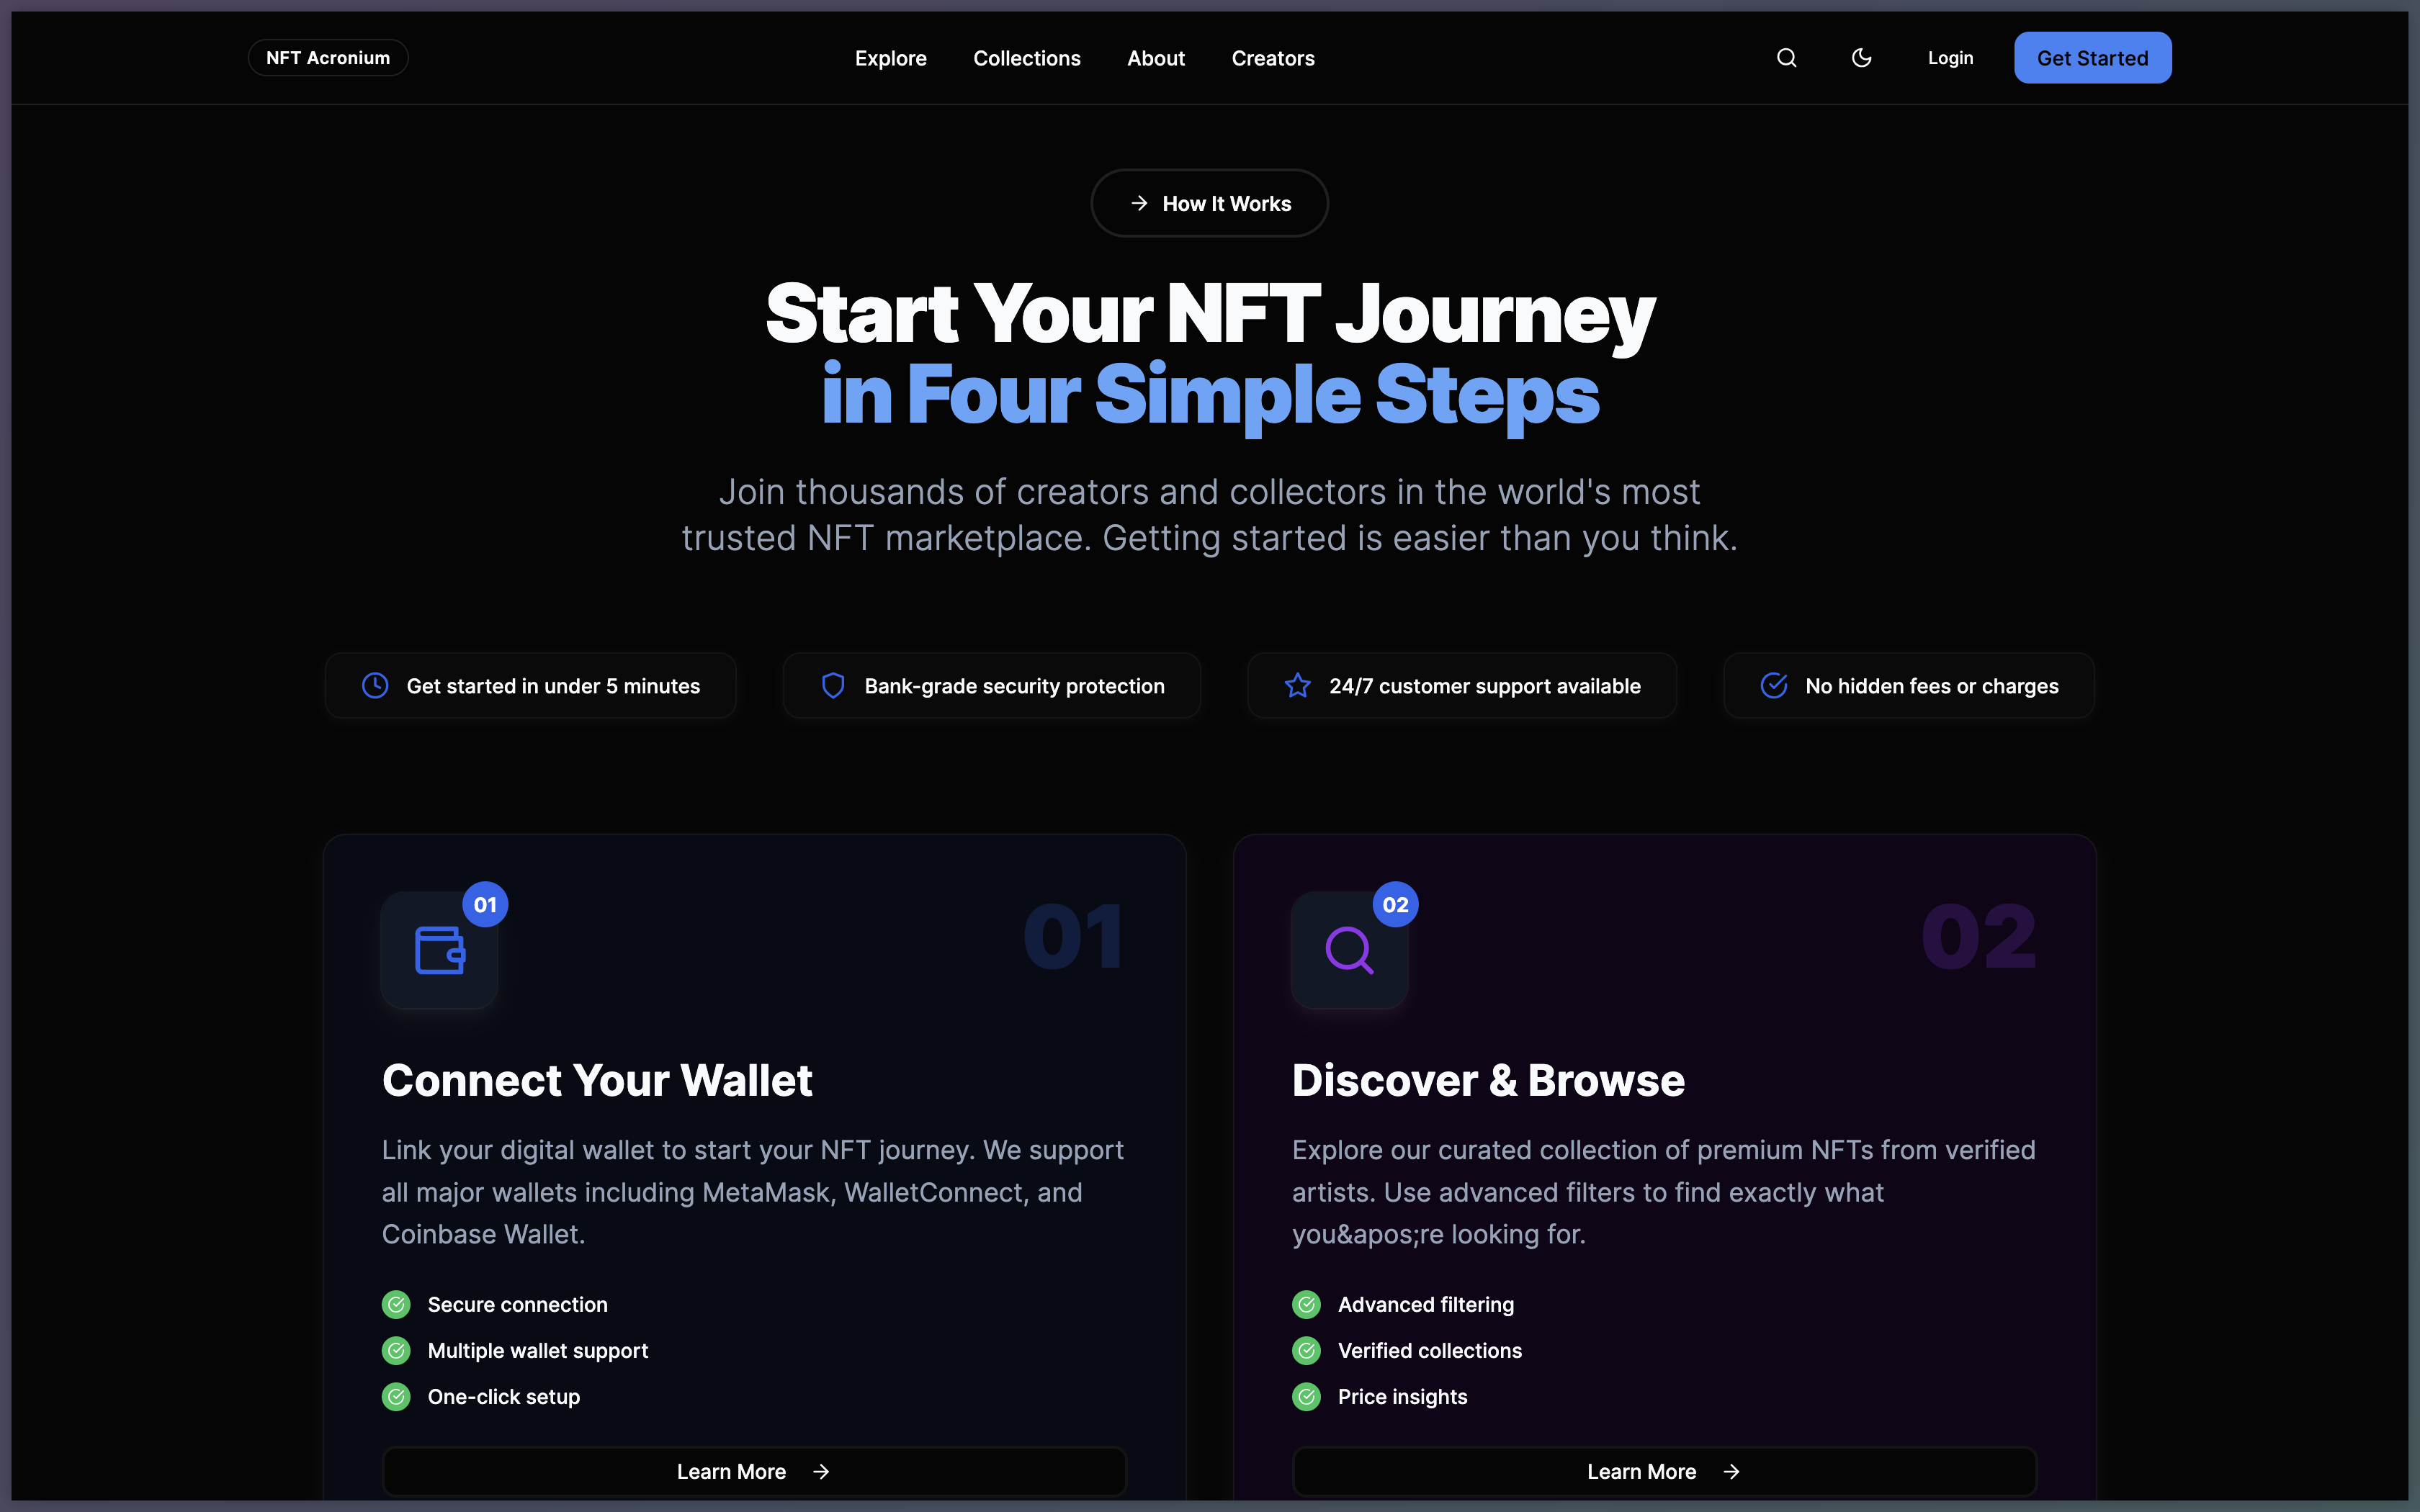 NFT Acronium
Explore
Collections
About
Creators
Login
Get Started
How It Works
Start Your NFT Journey
in Four Simple Steps
Join thousands of creators and collectors in the world's most
trusted NFT marketplace. Getting started is easier than you think.
Get started in under 5 minutes
Bank-grade security protection
24/7 customer support available
No hidden fees or charges
01
01
Connect Your Wallet
Link your digital wallet to start your NFT journey. We support
all major wallets including MetaMask, WalletConnect, and
Coinbase Wallet.
Secure connection
Multiple wallet support
One-click setup
Learn More
02
02
Discover & Browse
Explore our curated collection of premium NFTs from verified
artists. Use advanced filters to find exactly what
you&apos;re looking for.
Advanced filtering
Verified collections
Price insights
Learn More